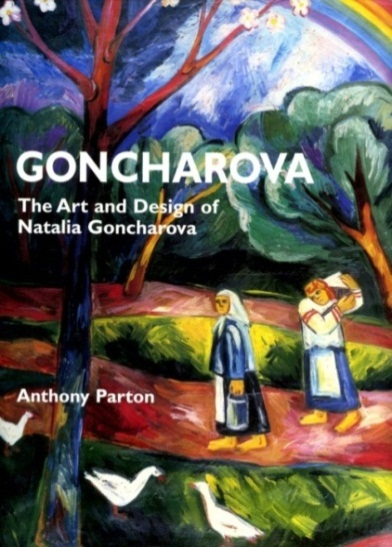 GONCHAROVA
The Art and Design of
Natalia Goncharova
Anthony Parton